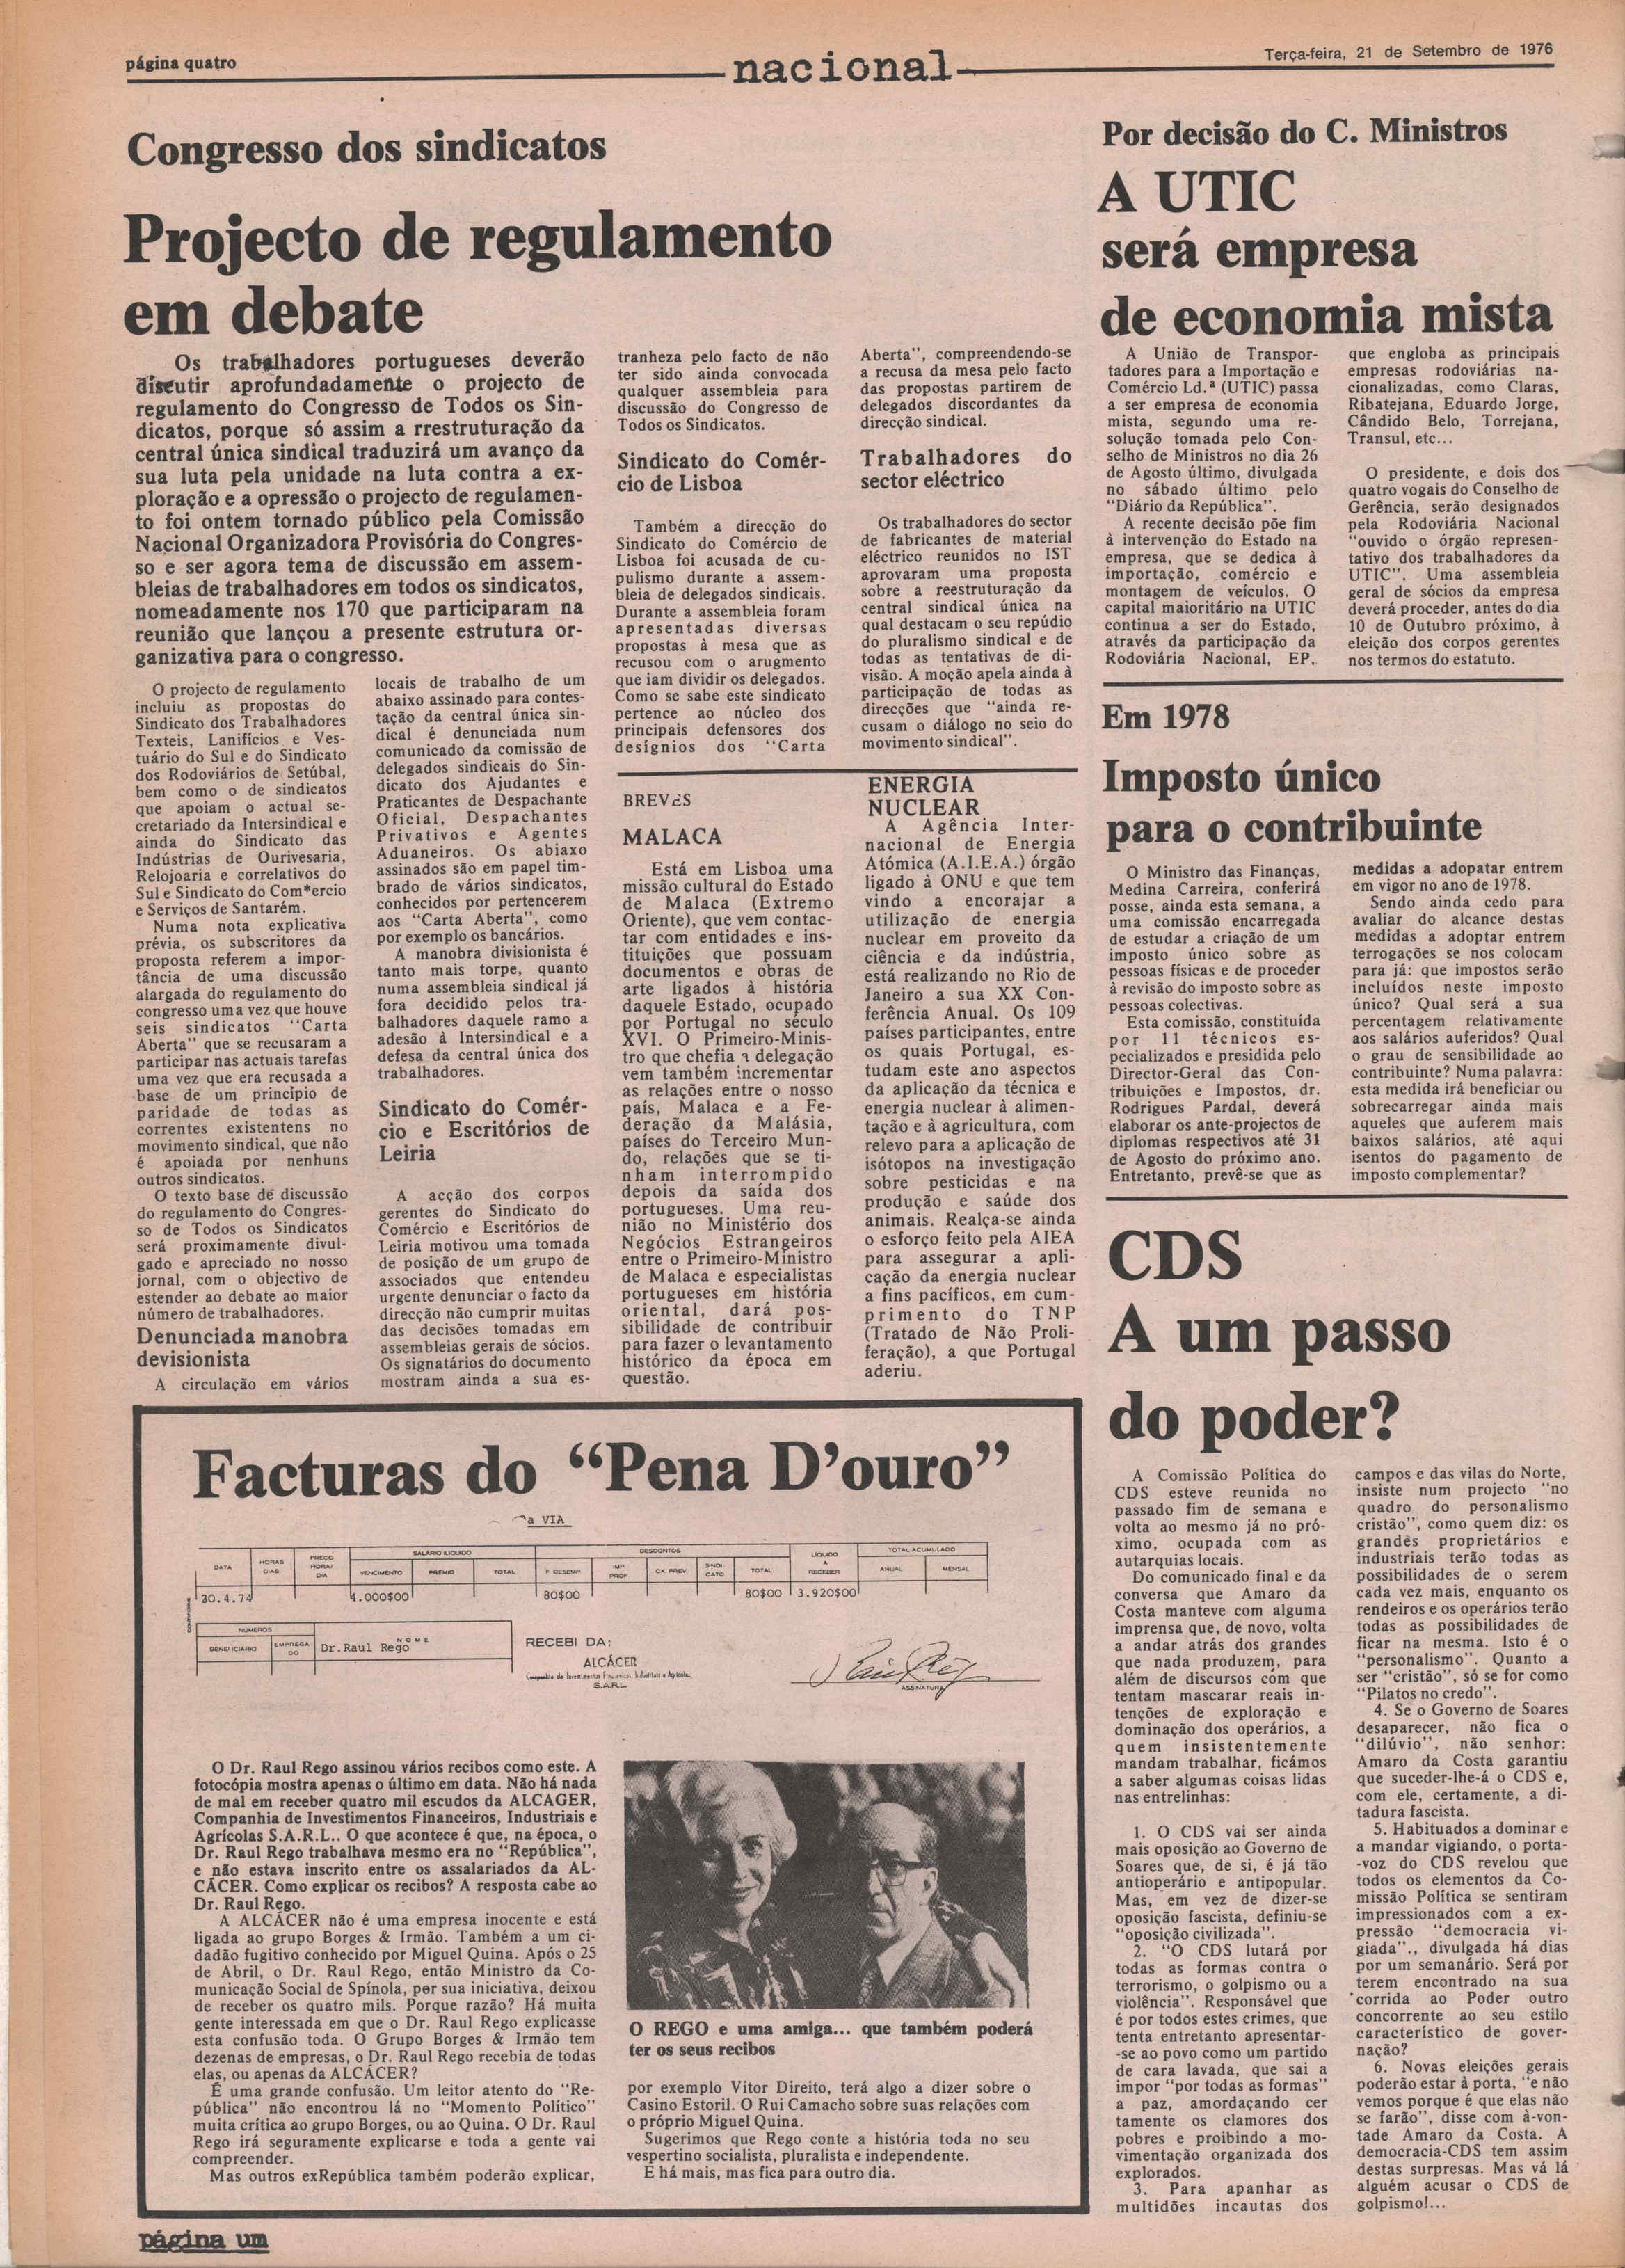 página quatro
nacional
Terça-feira, 21 de Setembro de 1976
Congresso dos sindicatos
Projecto de regulamento
em debate
Os trabalhadores portugueses deverão
discutir aprofundadamente o projecto de
regulamento do Congresso de Todos os Sin-
dicatos, porque só assim a rrestruturação da
central única sindical traduzirá um avanço da
sua luta pela unidade na luta contra a ex-
ploração e a opressão o projecto de regulamen-
to foi ontem tornado público pela Comissão
Nacional Organizadora Provisória do Congres-
so e ser agora tema de discussão em assem-
bleias de trabalhadores em todos os sindicatos,
nomeadamente nos 170 que participaram na
reunião que lançou a presente estrutura or-
ganizativa para o congresso.
O projecto de regulamento
incluiu as propostas do
Sindicato dos Trabalhadores
Texteis, Lanifícios e Ves-
tuário do Sul e do Sindicato
dos Rodoviários de Setúbal,
bem como o de sindicatos
que apoiam o actual se-
cretariado da Intersindical e
ainda do Sindicato das
Indústrias de Ourivesaria,
Relojoaria e correlativos do
Sul e Sindicato do Com*ercio
e Serviços de Santarém.
Numa nota explicativa
prévia, os subscritores da
proposta referem a impor-
tância de uma discussão
alargada do regulamento do
congresso uma vez que houve
seis sindicatos "Carta
Aberta" que se recusaram a
participar nas actuais tarefas
uma vez que era recusada a
base de um princípio de
paridade de todas as
correntes existentens no
movimento sindical, que não
é apoiada por nenhuns
outros sindicatos.
O texto base de discussão
do regulamento do Congres-
so de Todos os Sindicatos
será proximamente divul-
gado e apreciado no nosso
jornal, com o objectivo de
estender ao debate ao maior
número de trabalhadores.
Denunciada manobra
devisionista
A circulação em vários
locais de trabalho de um
abaixo assinado para contes-
tação da central única sin-
dical é denunciada num
comunicado da comissão de
delegados sindicais do Sin-
dicato dos Ajudantes e
Praticantes de Despachante
Oficial, Despachantes
Privativos e Agentes
Aduaneiros. Os abiaxo
assinados são em papel tim-
brado de vários sindicatos,
conhecidos por pertencerem
aos "Carta Aberta", como
por exemplo os bancários.
A manobra divisionista é
tanto mais torpe, quanto
numa assembleia sindical já
fora decidido pelos tra-
balhadores daquele ramo a
adesão à Intersindical e a
defesa da central única dos
trabalhadores.
Sindicato do Comér-
cio e Escritórios de
Leiria
A acção dos corpos
gerentes do Sindicato do
Comércio e Escritórios de
Leiria motivou uma tomada
de posição de um grupo de
associados que entendeu
urgente denunciar o facto da
direcção não cumprir muitas
das decisões tomadas em
assembleias gerais de sócios.
Os signatários do documento
mostram ainda a sua es-
tranheza pelo facto de não
ter sido ainda convocada
qualquer assembleia para
discussão do Congresso de
Todos os Sindicatos.
Sindicato do Comér-
cio de Lisboa
Também a direcção do
Sindicato do Comércio de
Lisboa foi acusada de cu-
pulismo durante a assem-
bleia de delegados sindicais.
Durante a assembleia foram
apresentadas diversas
propostas à mesa que as
recusou com o arugmento
que iam dividir os delegados.
Como se sabe este sindicato
pertence ao núcleo dos
principais defensores dos
desígnios dos "Carta
Aberta", compreendendo-se
a recusa da mesa pelo facto
das propostas partirem de
delegados discordantes da
direcção sindical.
Trabalhadores do
sector eléctrico
Os trabalhadores do sector
de fabricantes de material
eléctrico reunidos no IST
aprovaram uma proposta
sobre a reestruturação da
central sindical única na
qual destacam o seu repúdio
do pluralismo sindical e de
todas as tentativas de di-
visão. A moção apela ainda à
participação de todas as
direcções que "ainda re-
cusam o diálogo no seio do
movimento sindical".
BREVES
MALACA
Está em Lisboa uma
missão cultural do Estado
de Malaca (Extremo
Oriente), que vem contac-
tar com entidades e ins-
tituições que possuam
documentos e obras de
arte ligados à história
daquele Estado, ocupado
por Portugal no século
XVI. O Primeiro-Minis-
tro que chefia a delegação
vem também incrementar
as relações entre o nosso
país, Malaca e a Fe-
deração da Malásia,
países do Terceiro Mun-
do, relações que se ti-
nham interrompido
depois da saída dos
portugueses. Uma reu-
nião no Ministério dos
Negócios Estrangeiros
entre o Primeiro-Ministro
de Malaca e especialistas
portugueses em história
oriental, dará pos-
sibilidade de contribuir
para fazer o levantamento
histórico da época em
questão.
ENERGIA
NUCLEAR
A Agência Inter-
nacional de Energia
Atómica (A.I.E.A.) órgão
ligado à ONU e que tem
vindo a encorajar a
utilização de energia
nuclear em proveito da
ciência e da indústria,
está realizando no Rio de
Janeiro a sua XX Con-
ferência Anual. Os 109
países participantes, entre
os quais Portugal, es-
tudam este ano aspectos
da aplicação da técnica e
energia nuclear à alimen-
tação e à agricultura, com
relevo para a aplicação de
isótopos na investigação
sobre pesticidas e na
produção e saúde dos
animais. Realça-se ainda
o esforço feito pela AIEA
para assegurar a apli-
cação da energia nuclear
a fins pacíficos, em cum-
primento do TNP
(Tratado de Não Proli-
feração), a que Portugal
aderiu.
Por decisão do C. Ministros
A UTIC
será empresa
de economia mista
A União de Transpor-
tadores para a Importação e
Comércio Ld.ª (UTIC) passa
a ser empresa de economia
mista, segundo uma re-
solução tomada pelo Con-
selho de Ministros no dia 26
de Agosto último, divulgada
no sábado último pelo
"Diário da República".
A recente decisão põe fim
à intervenção do Estado na
empresa, que se dedica à
importação, comércio e
montagem de veículos. O
capital maioritário na UTIC
continua a ser do Estado,
através da participação da
Rodoviária Nacional, EP.
que engloba as principais
empresas rodoviárias na-
cionalizadas, como Claras,
Ribatejana, Eduardo Jorge,
Cândido Belo, Torrejana,
Transul, etc...
O presidente, e dois dos
quatro vogais do Conselho de
Gerência, serão designados
pela Rodoviária Nacional
"ouvido o órgão represen-
tativo dos trabalhadores da
UTIC". Uma assembleia
geral de sócios da empresa
deverá proceder, antes do dia
10 de Outubro próximo, à
eleição dos corpos gerentes
nos termos do estatuto.
Em 1978
Imposto único
para o contribuinte
O Ministro das Finanças,
Medina Carreira, conferirá
posse, ainda esta semana, a
uma comissão encarregada
de estudar a criação de um
imposto único sobre as
pessoas físicas e de proceder
à revisão do imposto sobre as
pessoas colectivas.
Esta comissão, constituída
por 11 técnicos es-
pecializados e presidida pelo
Director-Geral das Con-
tribuições e Impostos, dr.
Rodrigues Pardal, deverá
elaborar os ante-projectos de
diplomas respectivos até 31
de Agosto do próximo ano.
Entretanto, prevê-se que as
medidas a adopatar entrem
em vigor no ano de 1978.
Sendo ainda cedo para
avaliar do alcance destas
medidas a adoptar entrem
terrogações se nos colocam
para já: que impostos serão
incluídos neste imposto
único? Qual será a sua
percentagem relativamente
aos salários auferidos? Qual
o grau de sensibilidade ao
contribuinte? Numa palavra:
esta medida irá beneficiar ou
sobrecarregar ainda mais
aqueles que auferem mais
baixos salários, até aqui
isentos do pagamento de
imposto complementar?
CDS
A um passo
do poder?
A Comissão Política do
CDS esteve reunida no
passado fim de semana e
volta ao mesmo já no pró-
ximo, ocupada com as
autarquias locais.
Do comunicado final e da
conversa que Amaro da
Costa manteve com alguma
imprensa que, de novo, volta
a andar atrás dos grandes
que nada produzem, para
além de discursos com que
tentam mascarar reais in-
tenções de exploração e
dominação dos operários, a
quem insistentemente
mandam trabalhar, ficámos
a saber algumas coisas lidas
nas entrelinhas:
1. O CDS vai ser ainda
mais oposição ao Governo de
Soares que, de si, é já tão
antioperário e antipopular.
Mas, em vez de dizer-se
oposição fascista, definiu-se
"oposição civilizada".
2. "O CDS lutará por
todas as formas contra o
terrorismo, o golpismo ou a
violência". Responsável que
é por todos estes crimes, que
tenta entretanto apresentar-
-se ao povo como um partido
de cara lavada, que sai a
impor "por todas as formas"
a paz, amordaçando cer
tamente os clamores dos
pobres e proibindo a mo-
vimentação organizada dos
explorados.
3. Para apanhar as
multidões incautas dos
campos e das vilas do Norte,
insiste num projecto "no
quadro do personalismo
cristão", como quem diz: os
grandes proprietários e
industriais terão todas as
possibilidades de o serem
cada vez mais, enquanto os
rendeiros e os operários terão
todas as possibilidades de
ficar na mesma. Isto é o
"personalismo". Quanto a
ser "cristão", só se for como
"Pilatos no credo".
4. Se o Governo de Soares
desaparecer, não fica o
"dilúvio", não senhor:
Amaro da Costa garantiu
que suceder-lhe-á o CDS e,
com ele, certamente, a di-
tadura fascista.
5. Habituados a dominar e
a mandar vigiando, o porta-
-voz do CDS revelou que
todos os elementos da Co-
missão Política se sentiram
impressionados com a ex-
pressão "democracia vi-
giada"., divulgada há dias
por um semanário. Será por
terem encontrado na sua
corrida ao Poder outro
concorrente ao seu estilo
característico de gover-
nação?
6. Novas eleições gerais
poderão estar à porta, "e não
vemos porque é que elas não
se farão", disse com à-von-
tade Amaro da Costa. A
democracia-CDS tem assim
destas surpresas. Mas vá lá
alguém acusar o CDS de
golpismo!...
Facturas do "Pena D'ouro"
a VIA
DATA
HORAS DIAS
PREÇO HORA/ DIA
SALÁRIO ILIQUIDO
VENCIMENTO
PRÉMIO
TOTAL
DESCONTOS
F. DESEMP.
IMP. PROF.
CX. PREV.
SINDI CATO
TOTAL
LIQUIDO A RECEBER
TOTAL ACUMULADO
ANUAL
MENSAL
30.4.74
4.000$00
80$00
80$00
3.920$00
NÚMEROS
BENEFICIÁRIO
EMPREGA DO
NOME
Dr. Raul Rego
RECEBI DA:
ALCÁCER
Companhia de Investimentos Financeiros, Industriais e Agrícolas,
S.A.R.L.
ASSINATURA
O Dr. Raul Rego assinou vários recibos como este. A
fotocópia mostra apenas o último em data. Não há nada
de mal em receber quatro mil escudos da ALCAGER,
Companhia de Investimentos Financeiros, Industriais e
Agrícolas S.A.R.L.. O que acontece é que, na época, o
Dr. Raul Rego trabalhava mesmo era no "República",
e não estava inscrito entre os assalariados da AL-
CÁCER. Como explicar os recibos? A resposta cabe ao
Dr. Raul Rego.
A ALCÁCER não é uma empresa inocente e está
ligada ao grupo Borges & Irmão. Também a um ci-
dadão fugitivo conhecido por Miguel Quina. Após o 25
de Abril, o Dr. Raul Rego, então Ministro da Co-
municação Social de Spínola, per sua iniciativa, deixou
de receber os quatro mils. Porque razão? Há muita
gente interessada em que o Dr. Raul Rego explicasse
esta confusão toda. O Grupo Borges & Irmão tem
dezenas de empresas, o Dr. Raul Rego recebia de todas
elas, ou apenas da ALCÁCER?
É uma grande confusão. Um leitor atento do "Re-
pública" não encontrou lá no "Momento Político"
muita crítica ao grupo Borges, ou ao Quina. O Dr. Raul
Rego irá seguramente explicarse e toda a gente vai
compreender.
Mas outros exRepública também poderão explicar,
O REGO e uma amiga... que também poderá
ter os seus recibos
por exemplo Vitor Direito, terá algo a dizer sobre o
Casino Estoril. O Rui Camacho sobre suas relações com
o próprio Miguel Quina.
Sugerimos que Rego conte a história toda no seu
vespertino socialista, pluralista e independente.
E há mais, mas fica para outro dia.
página um